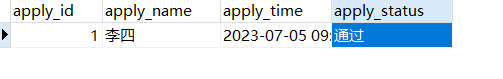 apply_id apply_name apply_time apply_status
1 李四 2023-07-05 09: 通过